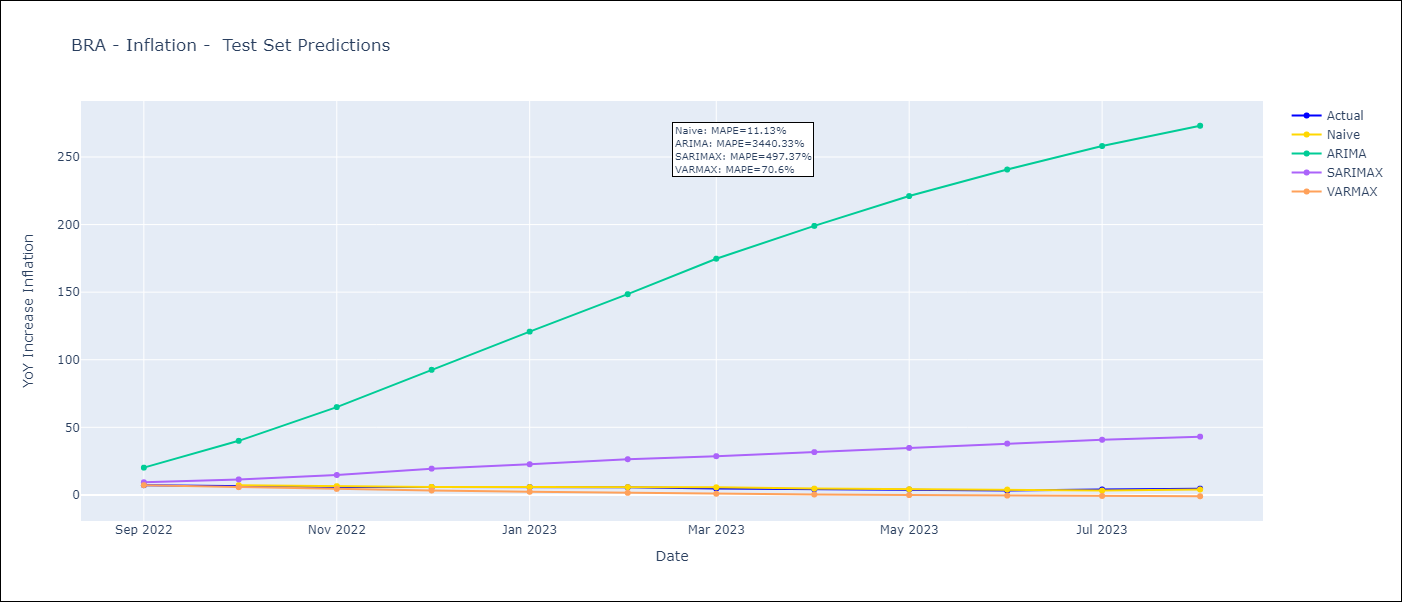 BRA - Inflation -  Test Set Predictions
Naive: MAPE=11.13%
ARIMA: MAPE=3440.33%
SARIMAX: MAPE=497.37%
VARMAX: MAPE=70.6%
Actual
Naive
ARIMA
SARIMAX
VARMAX
YoY Increase Inflation
250
200
150
100
50
0
Sep 2022 Nov 2022 Jan 2023 Mar 2023 May 2023 Jul 2023
Date